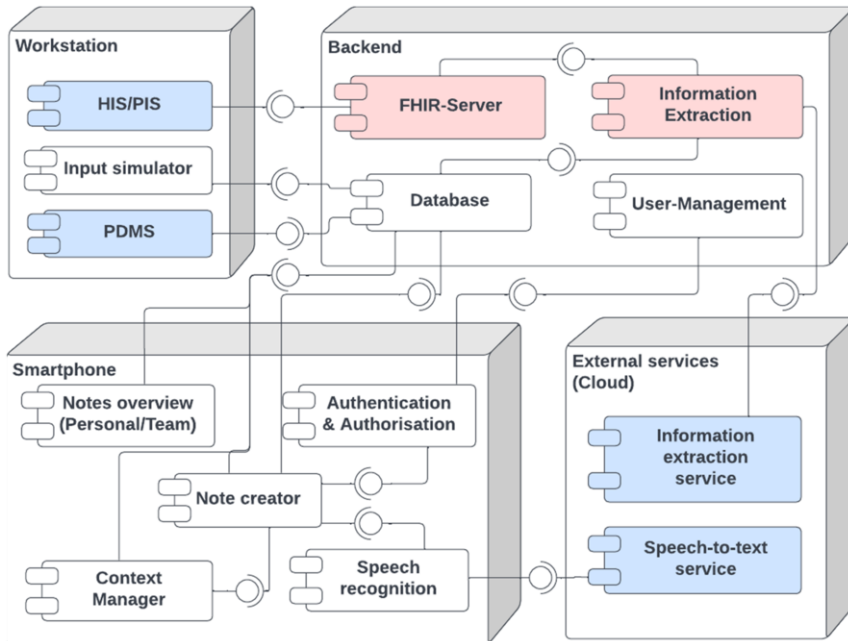 Workstation
HIS/PIS
Input simulator
PDMS
Backend
FHIR-Server
Information
Extraction
Database
User-Management
Smartphone
Notes overview
(Personal/Team)
Authentication
& Authorisation
Note creator
Context
Manager
Speech
recognition
External services
(Cloud)
Information
extraction
service
Speech-to-text
service